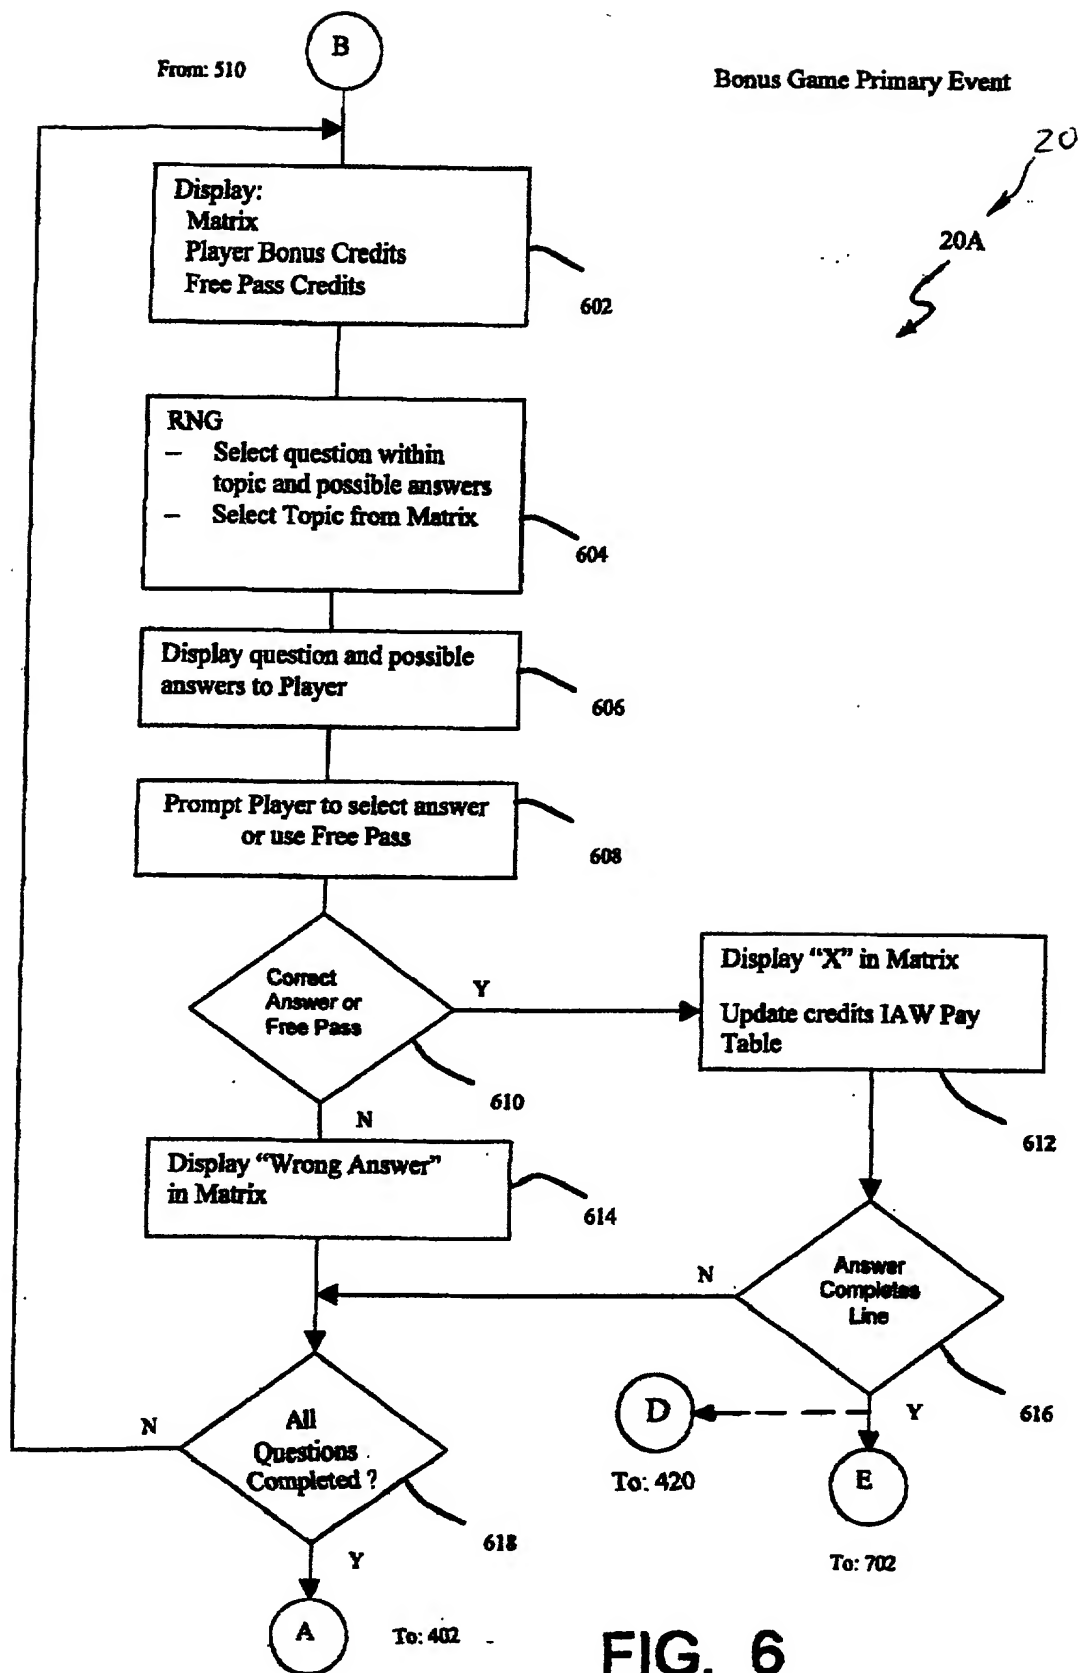 B
From: 510
Bonus Game Primary Event
20
20A
Display:
Matrix
Player Bonus Credits
Free Pass Credits
602
RNG
– Select question within
topic and possible answers
– Select Topic from Matrix
604
Display question and possible
answers to Player
606
Prompt Player to select answer
or use Free Pass
608
Correct
Answer or
Free Pass
Y
610
N
Display "X" in Matrix
Update credits IAW Pay
Table
612
Display "Wrong Answer"
in Matrix
614
Answer
Completes
Line
N
616
Y
D
To: 420
E
To: 702
All
Questions
Completed ?
N
618
Y
A
To: 402
FIG. 6